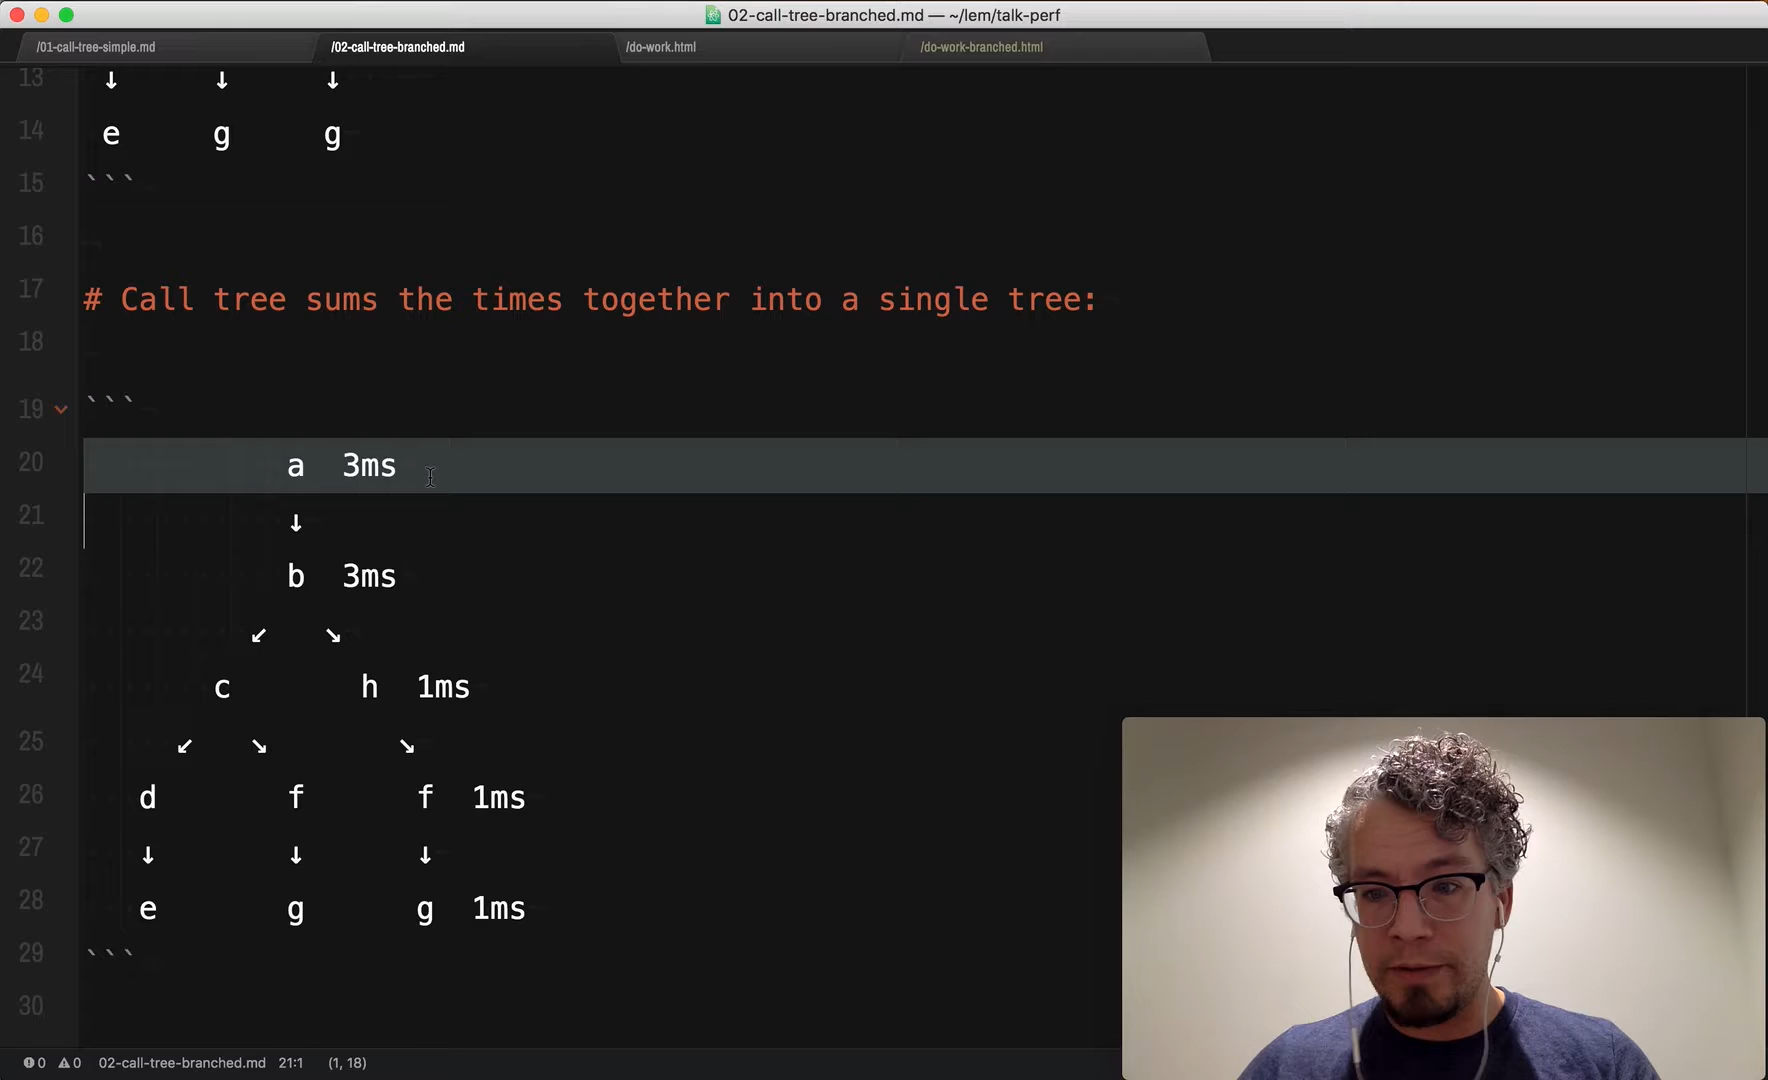 02-call-tree-branched.md — ~/lem/talk-perf
/01-call-tree-simple.md /02-call-tree-branched.md /do-work.html /do-work-branched.html
13 ↓ ↓ ↓
14 e g g
15 ```
16
17 # Call tree sums the times together into a single tree:
18
19 ```
20 a 3ms
21 ↓
22 b 3ms
23 ↙ ↘
24 c h 1ms
25 ↙ ↘ ↘
26 d f f 1ms
27 ↓ ↓ ↓
28 e g g 1ms
29 ```
30
0 0 02-call-tree-branched.md 21:1 (1, 18)